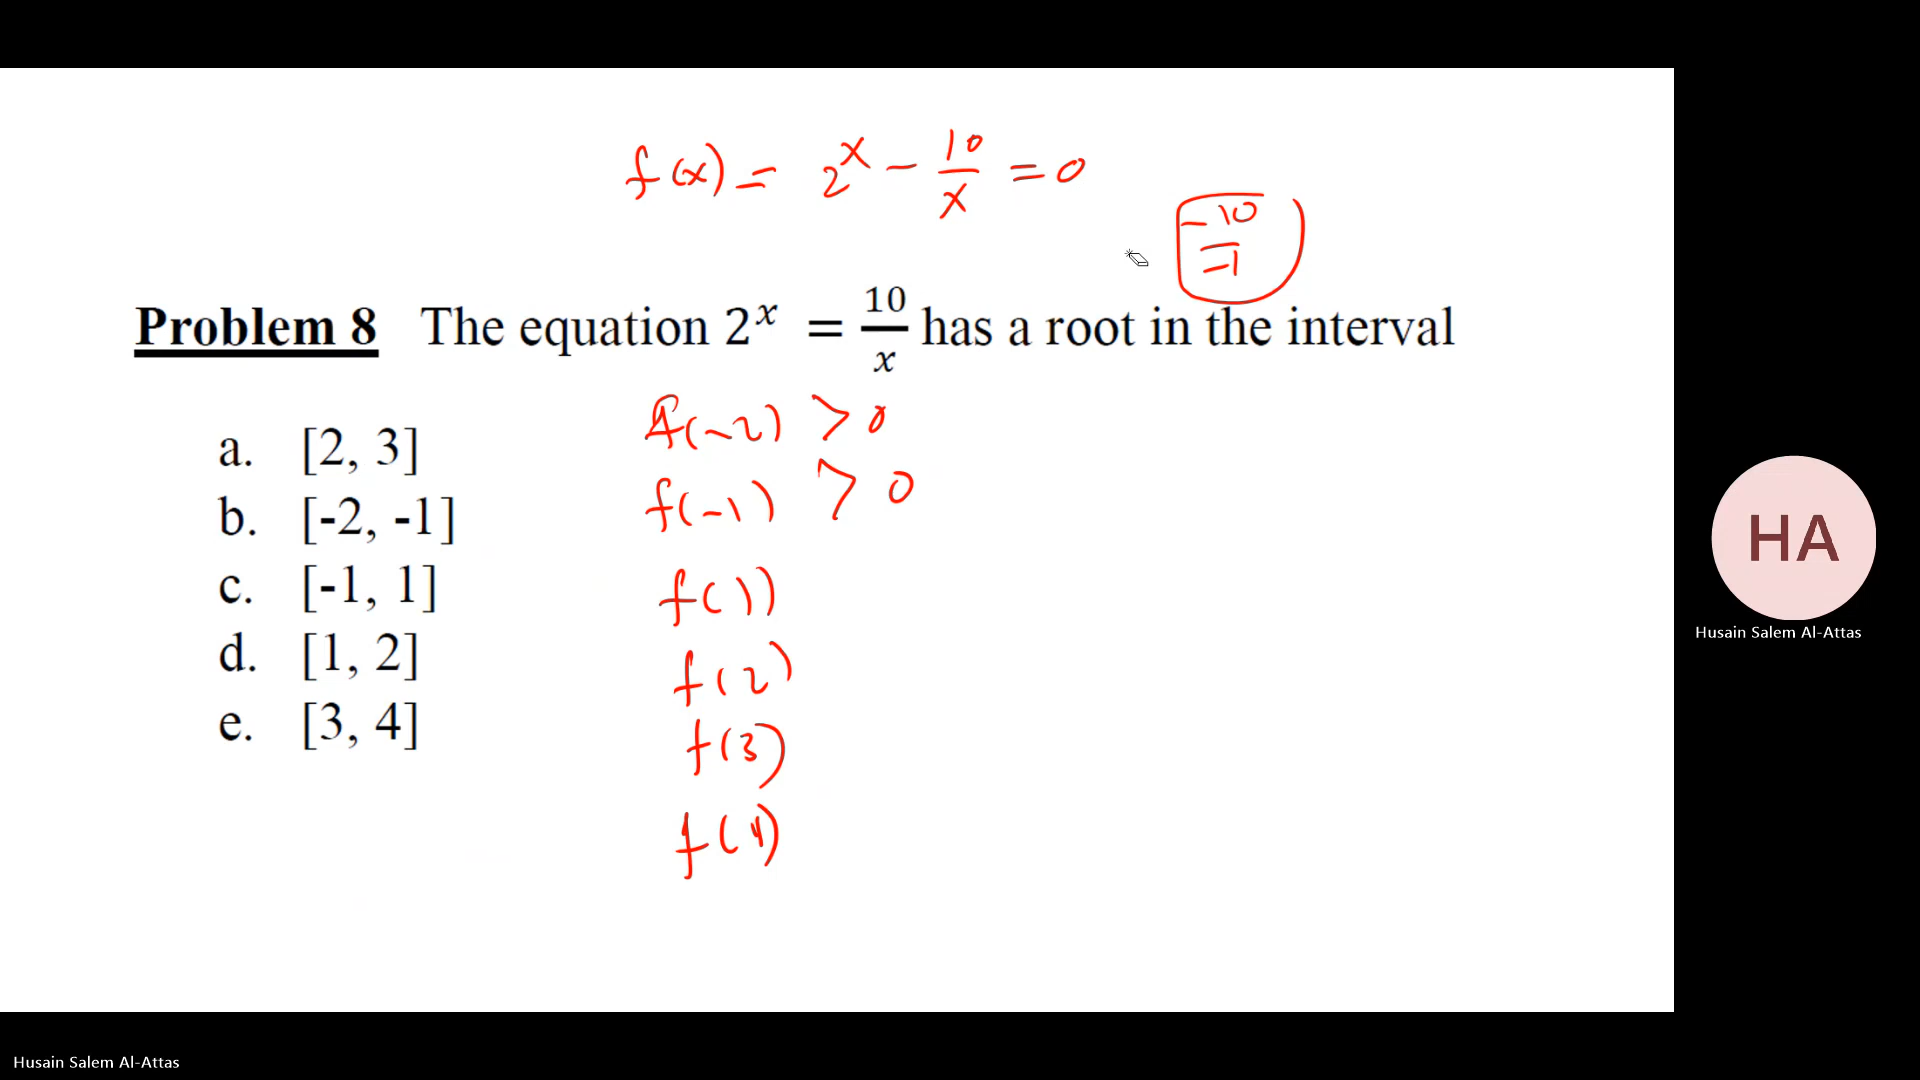 f(x) = 2^x - 10/x = 0
-10/-1
Problem 8 The equation 2^x = 10/x has a root in the interval
f(-2) > 0
a. [2, 3]
f(-1) > 0
b. [-2, -1]
f(1)
c. [-1, 1]
f(2)
d. [1, 2]
f(3)
e. [3, 4]
f(4)
HA
Husain Salem Al-Attas
Husain Salem Al-Attas